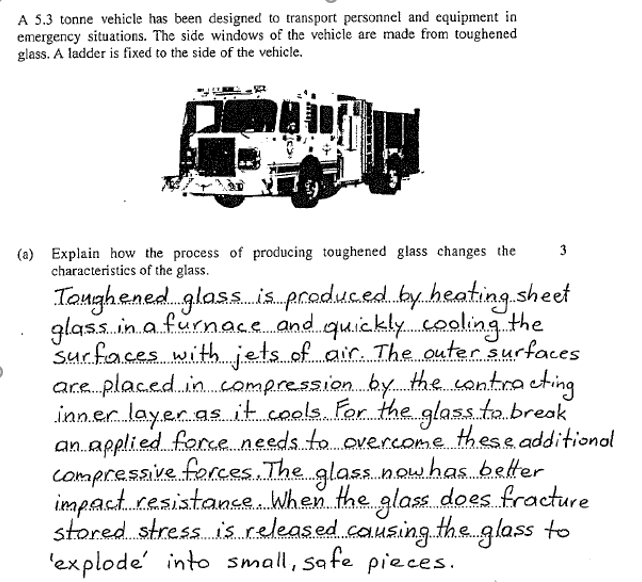 A 5.3 tonne vehicle has been designed to transport personnel and equipment in
emergency situations. The side windows of the vehicle are made from toughened
glass. A ladder is fixed to the side of the vehicle.
(a) Explain how the process of producing toughened glass changes the 3
characteristics of the glass.
Toughened glass is produced by heating sheet
glass in a furnace and quickly cooling the
surfaces with jets of air. The outer surfaces
are placed in compression by the contracting
inner layer as it cools. For the glass to break
an applied force needs to overcome these additional
compressive forces. The glass now has better
impact resistance. When the glass does fracture
stored stress is released causing the glass to
'explode' into small, safe pieces.